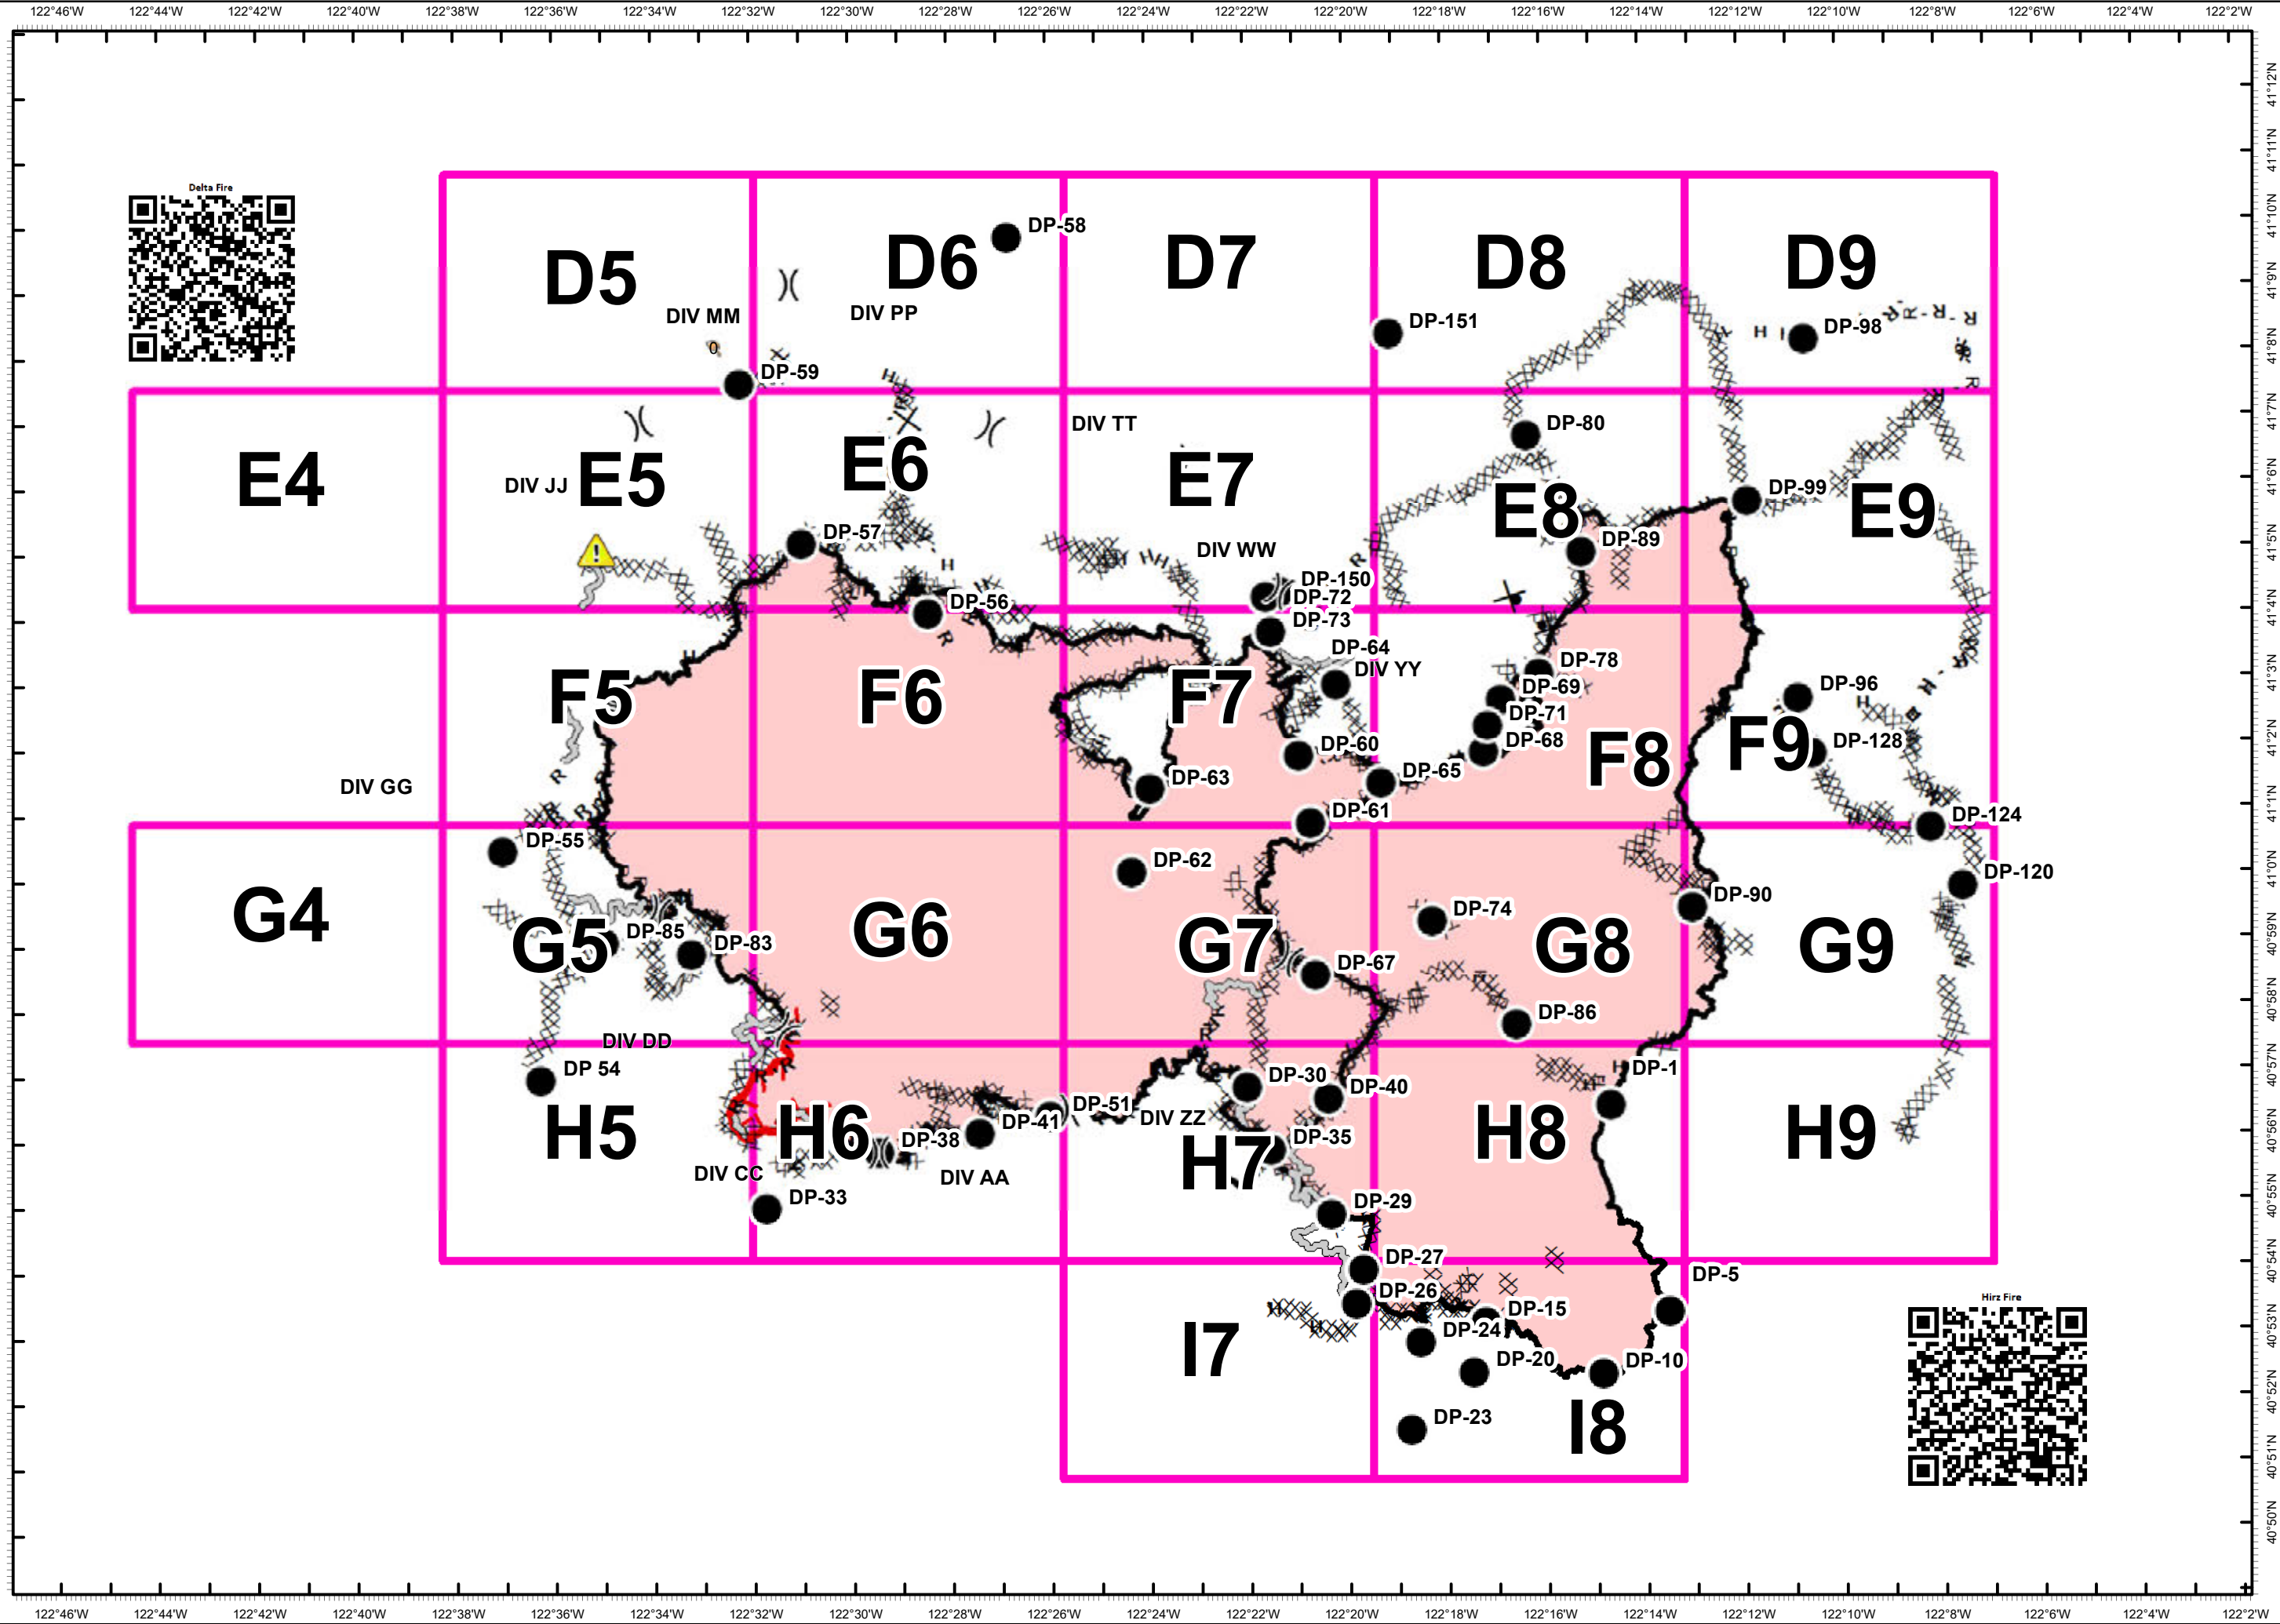 122°46'W 122°44'W 122°42'W 122°40'W 122°38'W 122°36'W 122°34'W 122°32'W 122°30'W 122°28'W 122°26'W 122°24'W 122°22'W 122°20'W 122°18'W 122°16'W 122°14'W 122°12'W 122°10'W 122°8'W 122°6'W 122°4'W 122°2'W
41°12'N
41°11'N
41°10'N
41°9'N
41°8'N
41°7'N
41°6'N
41°5'N
41°4'N
41°3'N
41°2'N
41°1'N
41°0'N
40°59'N
40°58'N
40°57'N
40°56'N
40°55'N
40°54'N
40°53'N
40°52'N
40°51'N
40°50'N
Delta Fire
DP-58
D5 D6 D7 D8 D9
DIV MM
DIV PP
DP-151
DP-98
H I
R R R R
0
DP-59
R
H
R
DIV TT
DP-80
E4 E5 E6 E7 E8 E9
DIV JJ
DP-99
DP-57
DP-89
DIV WW
H
R
H H
DP-150
DP-72
DP-56
DP-73
R
DP-64
DIV YY
H
DP-78
DP-69
DP-96
F5 F6 F7 F8 F9
H
DP-71
DP-68
DP-60
DP-128
DP-65
DP-63
R
DIV GG
DP-61
DP-124
R R
DP-55
DP-62
DP-120
DP-90
DP-74
G4 G5 G6 G7 G8 G9
DP-85
DP-83
DP-67
DP-86
R
DIV DD
DP 54
DP-1
H
DP-30
DP-40
R R
DP-51
DIV ZZ
DP-41
DP-38
DP-35
H5 H6 H7 H8 H9
DIV CC
DIV AA
DP-33
DP-29
DP-27
DP-5
DP-26
DP-15
H
H
DP-24
DP-20
DP-10
I7 I8
DP-23
Hirz Fire
122°46'W 122°44'W 122°42'W 122°40'W 122°38'W 122°36'W 122°34'W 122°32'W 122°30'W 122°28'W 122°26'W 122°24'W 122°22'W 122°20'W 122°18'W 122°16'W 122°14'W 122°12'W 122°10'W 122°8'W 122°6'W 122°4'W 122°2'W